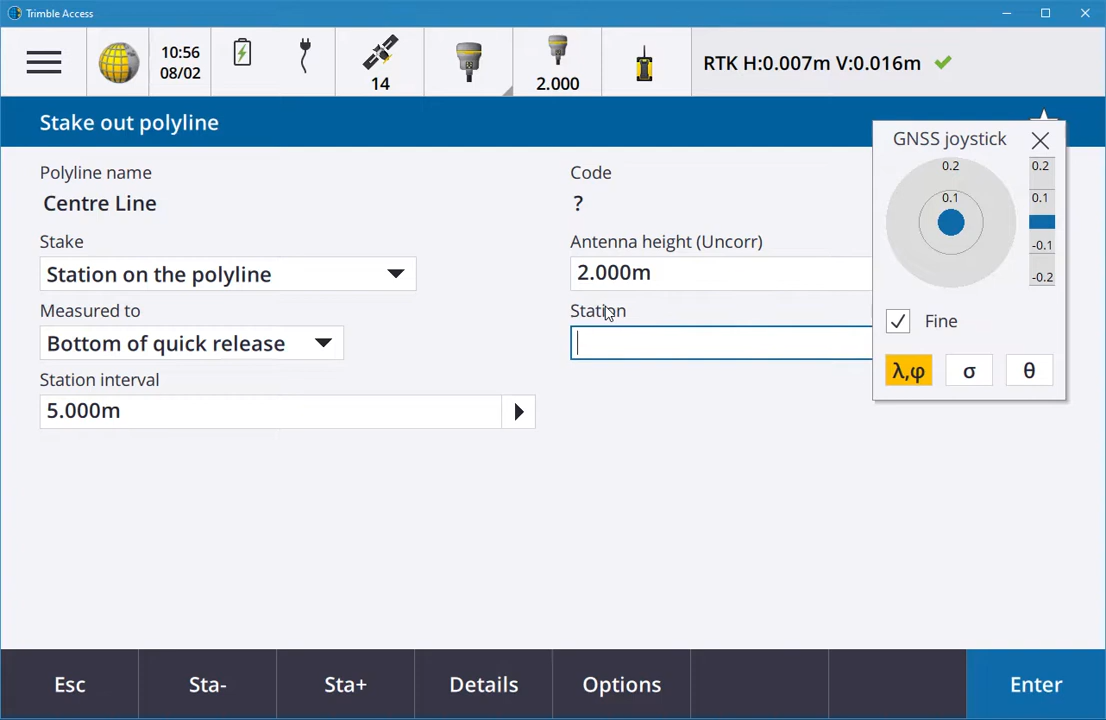 Trimble Access
10:56
08/02
14
2.000
RTK H:0.007m V:0.016m
Stake out polyline
Polyline name
Centre Line
Code
?
Stake
Station on the polyline
Antenna height (Uncorr)
2.000m
Measured to
Bottom of quick release
Station
Station interval
5.000m
GNSS joystick
0.2
0.1
0.2
0.1
-0.1
-0.2
Fine
λ,φ
σ
θ
Esc
Sta-
Sta+
Details
Options
Enter